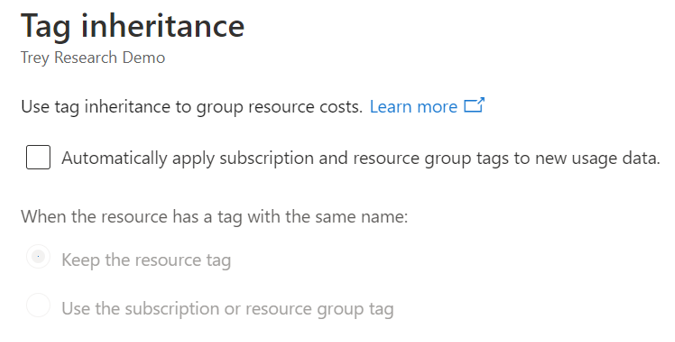 Tag inheritance
Trey Research Demo
Use tag inheritance to group resource costs. Learn more
Automatically apply subscription and resource group tags to new usage data.
When the resource has a tag with the same name:
Keep the resource tag
Use the subscription or resource group tag